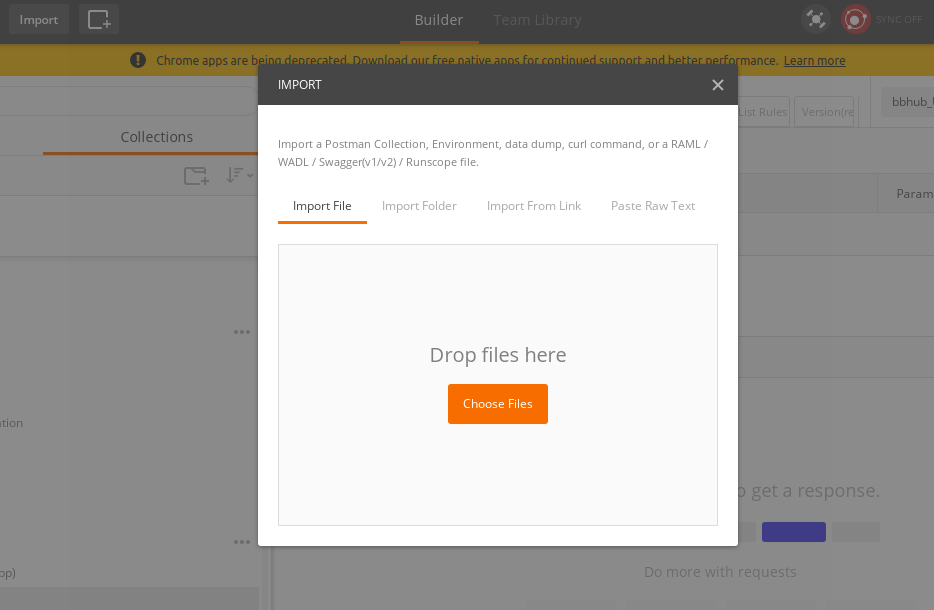 Import
Builder
Team Library
SYNC OFF
Chrome apps are being deprecated. Download our free native apps for continued support and better performance. Learn more
IMPORT
List Rules
Version(re
bbhub_
Collections
Import a Postman Collection, Environment, data dump, curl command, or a RAML /
WADL / Swagger(v1/v2) / Runscope file.
Param
Import File
Import Folder
Import From Link
Paste Raw Text
Drop files here
Choose Files
tion
o get a response.
pp)
Do more with requests